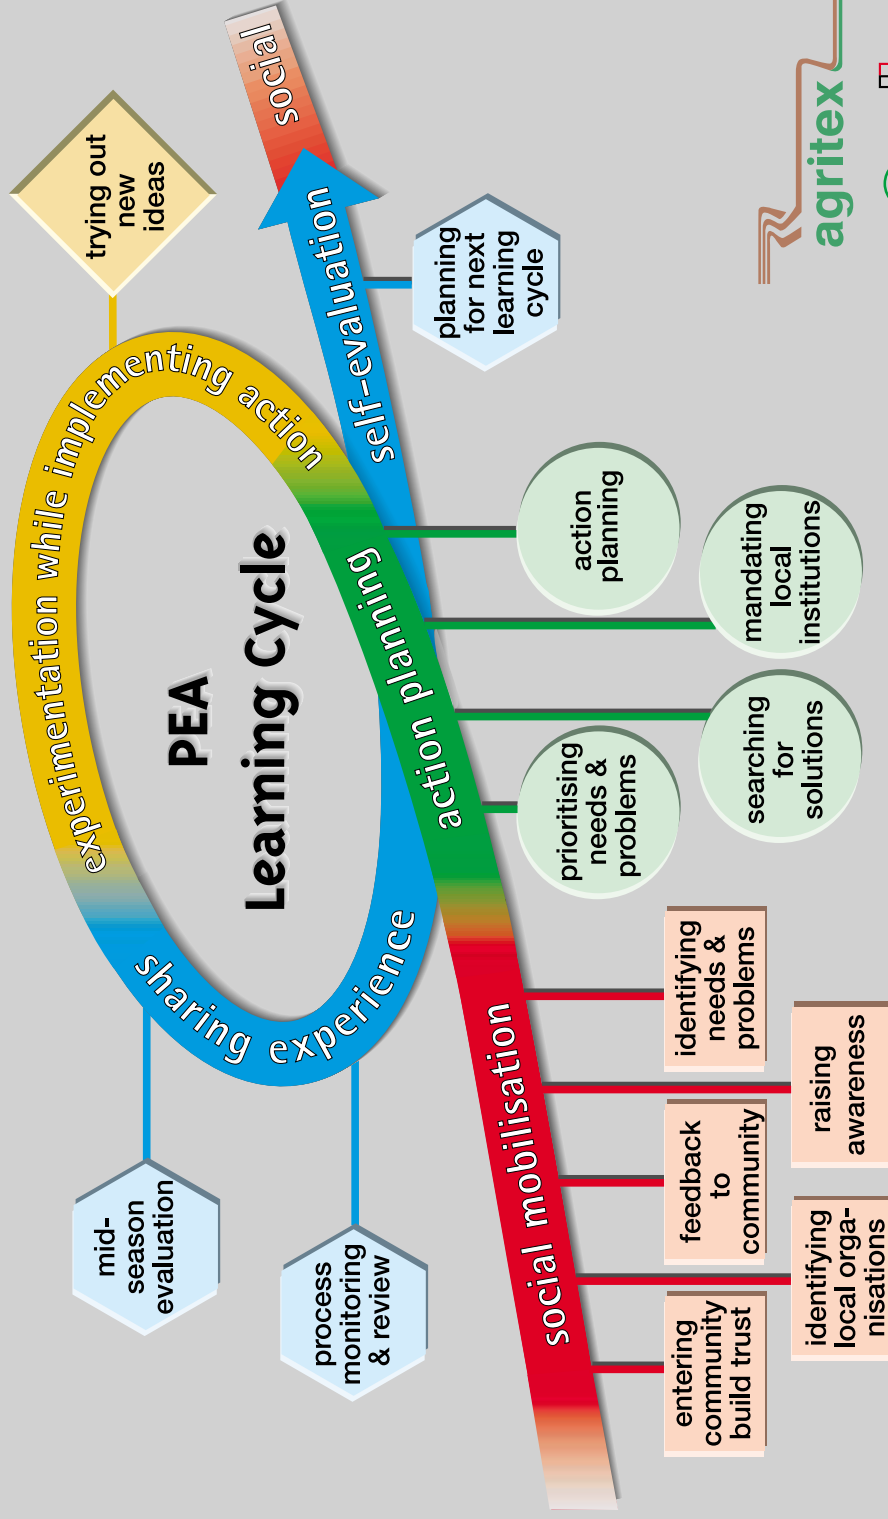 PEA
Learning Cycle
social mobilisation
action planning
experimentation while implementing action
sharing experience
self-evaluation
social
mid-
season
evaluation
process
monitoring
& review
trying out
new
ideas
planning
for next
learning
cycle
entering
community
build trust
identifying
local orga-
nisations
feedback
to
community
raising
awareness
identifying
needs &
problems
prioritising
needs &
problems
searching
for
solutions
mandating
local
institutions
action
planning
agritex